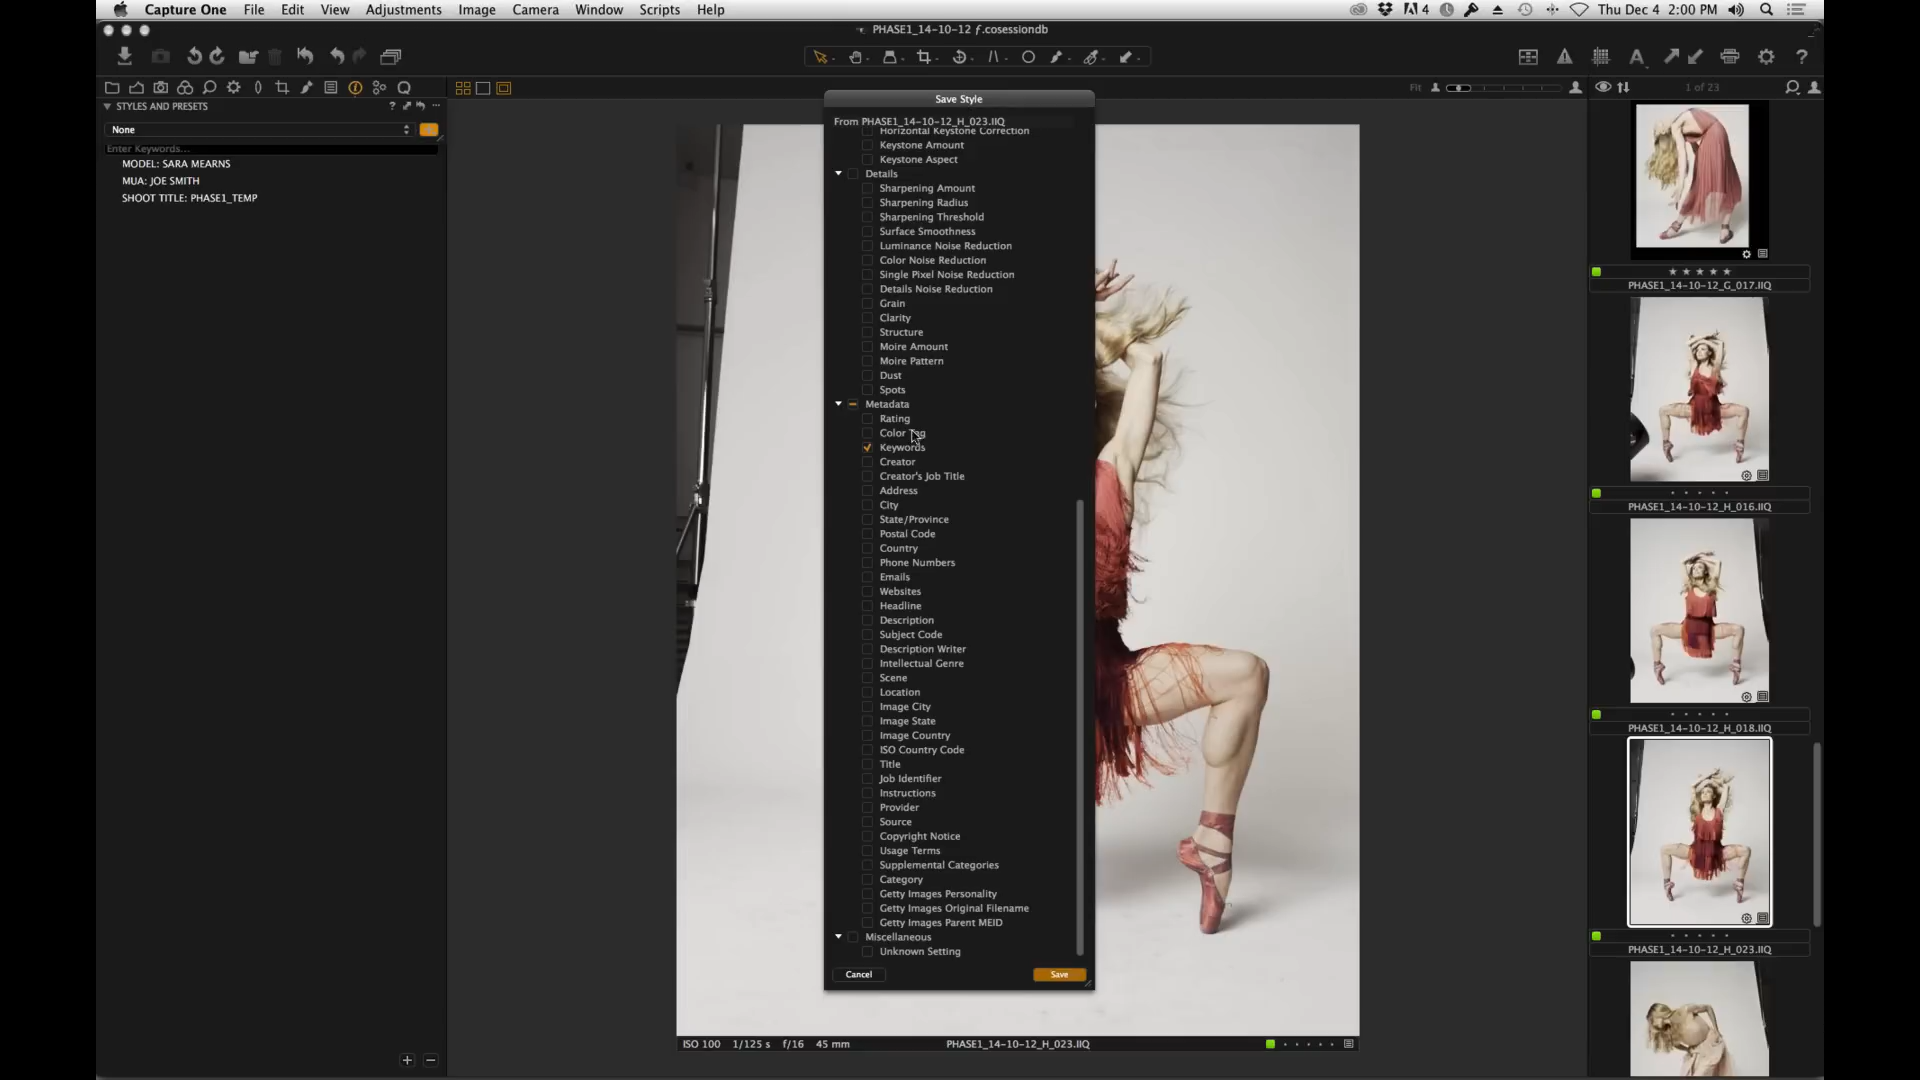 Capture One File Edit View Adjustments Image Camera Window Scripts Help 4 Thu Dec 4 2:00 PM
PHASE1_14-10-12 ƒ.cosessiondb
STYLES AND PRESETS ? ...
None
Enter Keywords...
MODEL: SARA MEARNS
MUA: JOE SMITH
SHOOT TITLE: PHASE1_TEMP
Fit
1 of 23
Save Style
From PHASE1_14-10-12_H_023.IIQ
Horizontal Keystone Correction
Keystone Amount
Keystone Aspect
Details
Sharpening Amount
Sharpening Radius
Sharpening Threshold
Surface Smoothness
Luminance Noise Reduction
Color Noise Reduction
Single Pixel Noise Reduction
Details Noise Reduction
Grain
Clarity
Structure
Moire Amount
Moire Pattern
Dust
Spots
Metadata
Rating
Color Tag
Keywords
Creator
Creator's Job Title
Address
City
State/Province
Postal Code
Country
Phone Numbers
Emails
Websites
Headline
Description
Subject Code
Description Writer
Intellectual Genre
Scene
Location
Image City
Image State
Image Country
ISO Country Code
Title
Job Identifier
Instructions
Provider
Source
Copyright Notice
Usage Terms
Supplemental Categories
Category
Getty Images Personality
Getty Images Original Filename
Getty Images Parent MEID
Miscellaneous
Unknown Setting
Cancel Save
ISO 100 1/125 s f/16 45 mm PHASE1_14-10-12_H_023.IIQ
PHASE1_14-10-12_G_017.IIQ
PHASE1_14-10-12_H_016.IIQ
PHASE1_14-10-12_H_018.IIQ
PHASE1_14-10-12_H_023.IIQ